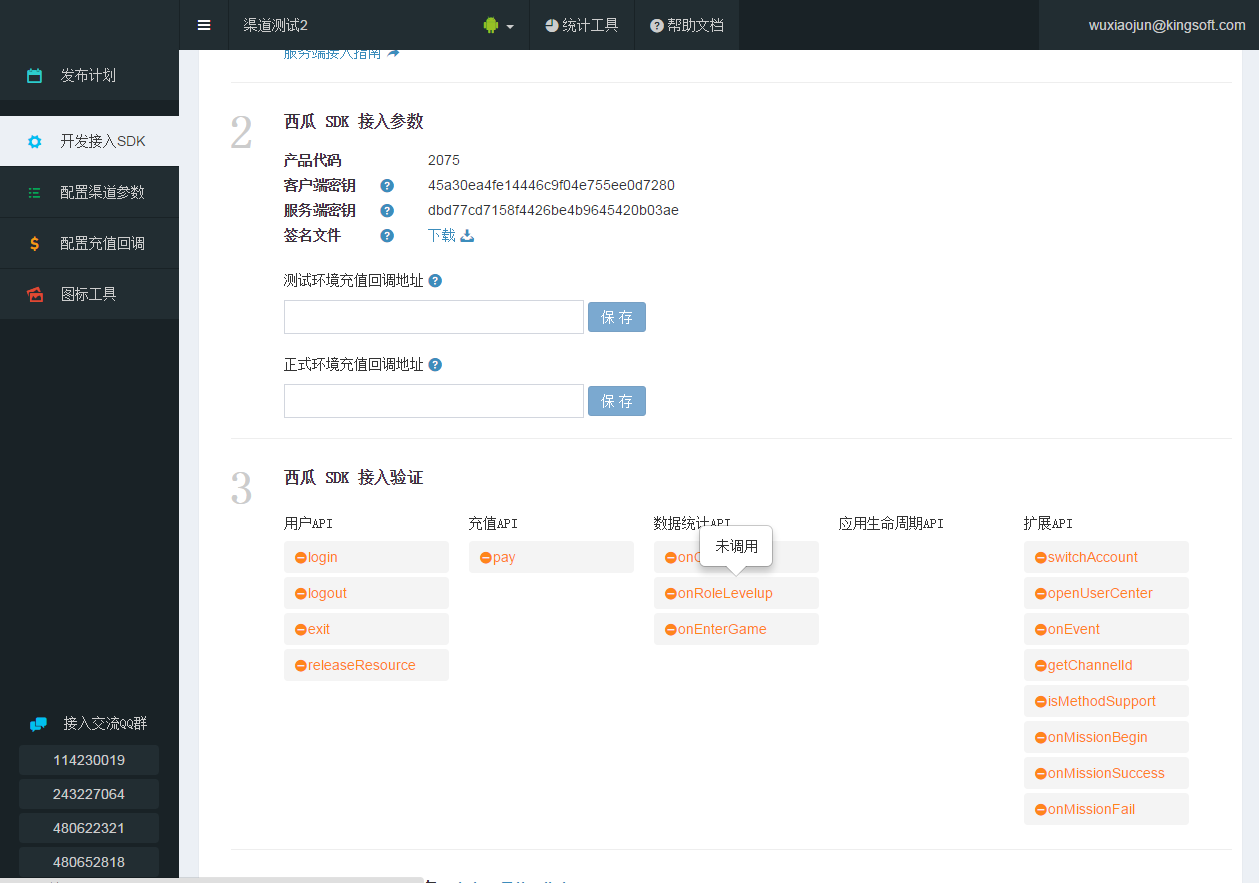 渠道测试2
统计工具
帮助文档
wuxiaojun@kingsoft.com
发布计划
开发接入SDK
配置渠道参数
配置充值回调
图标工具
接入交流QQ群
114230019
243227064
480622321
480652818
服务端接入指南
2
西瓜 SDK 接入参数
产品代码 2075
客户端密钥 45a30ea4fe14446c9f04e755ee0d7280
服务端密钥 dbd77cd7158f4426be4b9645420b03ae
签名文件 下载
测试环境充值回调地址
保 存
正式环境充值回调地址
保 存
3
西瓜 SDK 接入验证
用户API
login
logout
exit
releaseResource
充值API
pay
数据统计API
未调用
onRoleLevelup
onEnterGame
应用生命周期API
扩展API
switchAccount
openUserCenter
onEvent
getChannelId
isMethodSupport
onMissionBegin
onMissionSuccess
onMissionFail